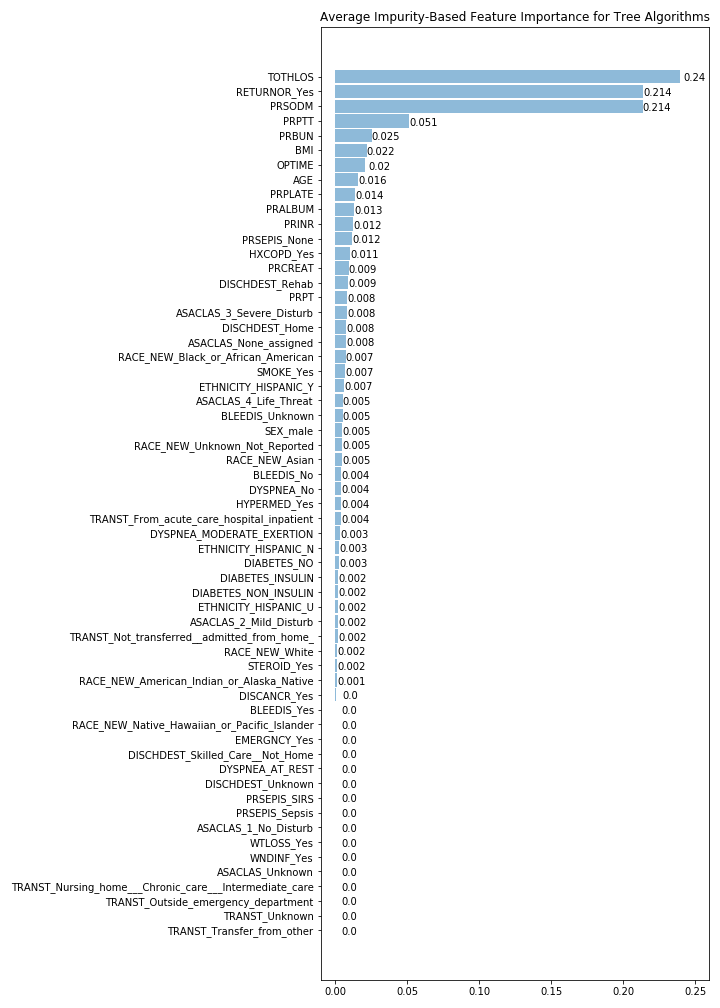 Average Impurity-Based Feature Importance for Tree Algorithms
TOTHLOS 0.24
RETURNOR_Yes 0.214
PRSODM 0.214
PRPTT 0.051
PRBUN 0.025
BMI 0.022
OPTIME 0.02
AGE 0.016
PRPLATE 0.014
PRALBUM 0.013
PRINR 0.012
PRSEPIS_None 0.012
HXCOPD_Yes 0.011
PRCREAT 0.009
DISCHDEST_Rehab 0.009
PRPT 0.008
ASACLAS_3_Severe_Disturb 0.008
DISCHDEST_Home 0.008
ASACLAS_None_assigned 0.008
RACE_NEW_Black_or_African_American 0.007
SMOKE_Yes 0.007
ETHNICITY_HISPANIC_Y 0.007
ASACLAS_4_Life_Threat 0.005
BLEEDIS_Unknown 0.005
SEX_male 0.005
RACE_NEW_Unknown_Not_Reported 0.005
RACE_NEW_Asian 0.005
BLEEDIS_No 0.004
DYSPNEA_No 0.004
HYPERMED_Yes 0.004
TRANST_From_acute_care_hospital_inpatient 0.004
DYSPNEA_MODERATE_EXERTION 0.003
ETHNICITY_HISPANIC_N 0.003
DIABETES_NO 0.003
DIABETES_INSULIN 0.002
DIABETES_NON_INSULIN 0.002
ETHNICITY_HISPANIC_U 0.002
ASACLAS_2_Mild_Disturb 0.002
TRANST_Not_transferred__admitted_from_home_ 0.002
RACE_NEW_White 0.002
STEROID_Yes 0.002
RACE_NEW_American_Indian_or_Alaska_Native 0.001
DISCANCR_Yes 0.0
BLEEDIS_Yes 0.0
RACE_NEW_Native_Hawaiian_or_Pacific_Islander 0.0
EMERGNCY_Yes 0.0
DISCHDEST_Skilled_Care__Not_Home 0.0
DYSPNEA_AT_REST 0.0
DISCHDEST_Unknown 0.0
PRSEPIS_SIRS 0.0
PRSEPIS_Sepsis 0.0
ASACLAS_1_No_Disturb 0.0
WTLOSS_Yes 0.0
WNDINF_Yes 0.0
ASACLAS_Unknown 0.0
TRANST_Nursing_home___Chronic_care___Intermediate_care 0.0
TRANST_Outside_emergency_department 0.0
TRANST_Unknown 0.0
TRANST_Transfer_from_other 0.0
0.00 0.05 0.10 0.15 0.20 0.25